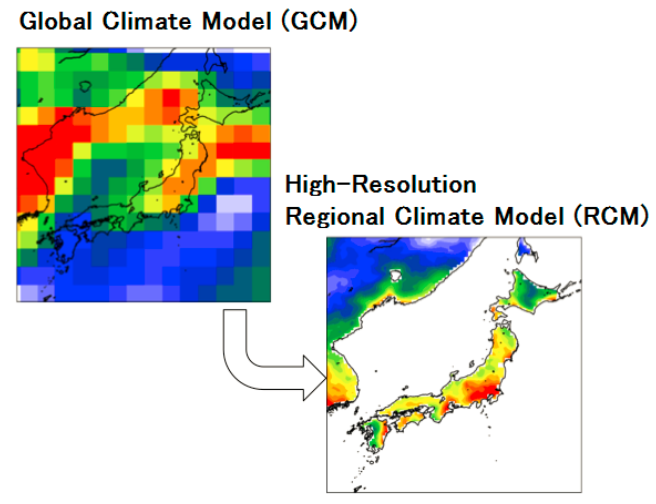 Global Climate Model (GCM)
High-Resolution
Regional Climate Model (RCM)